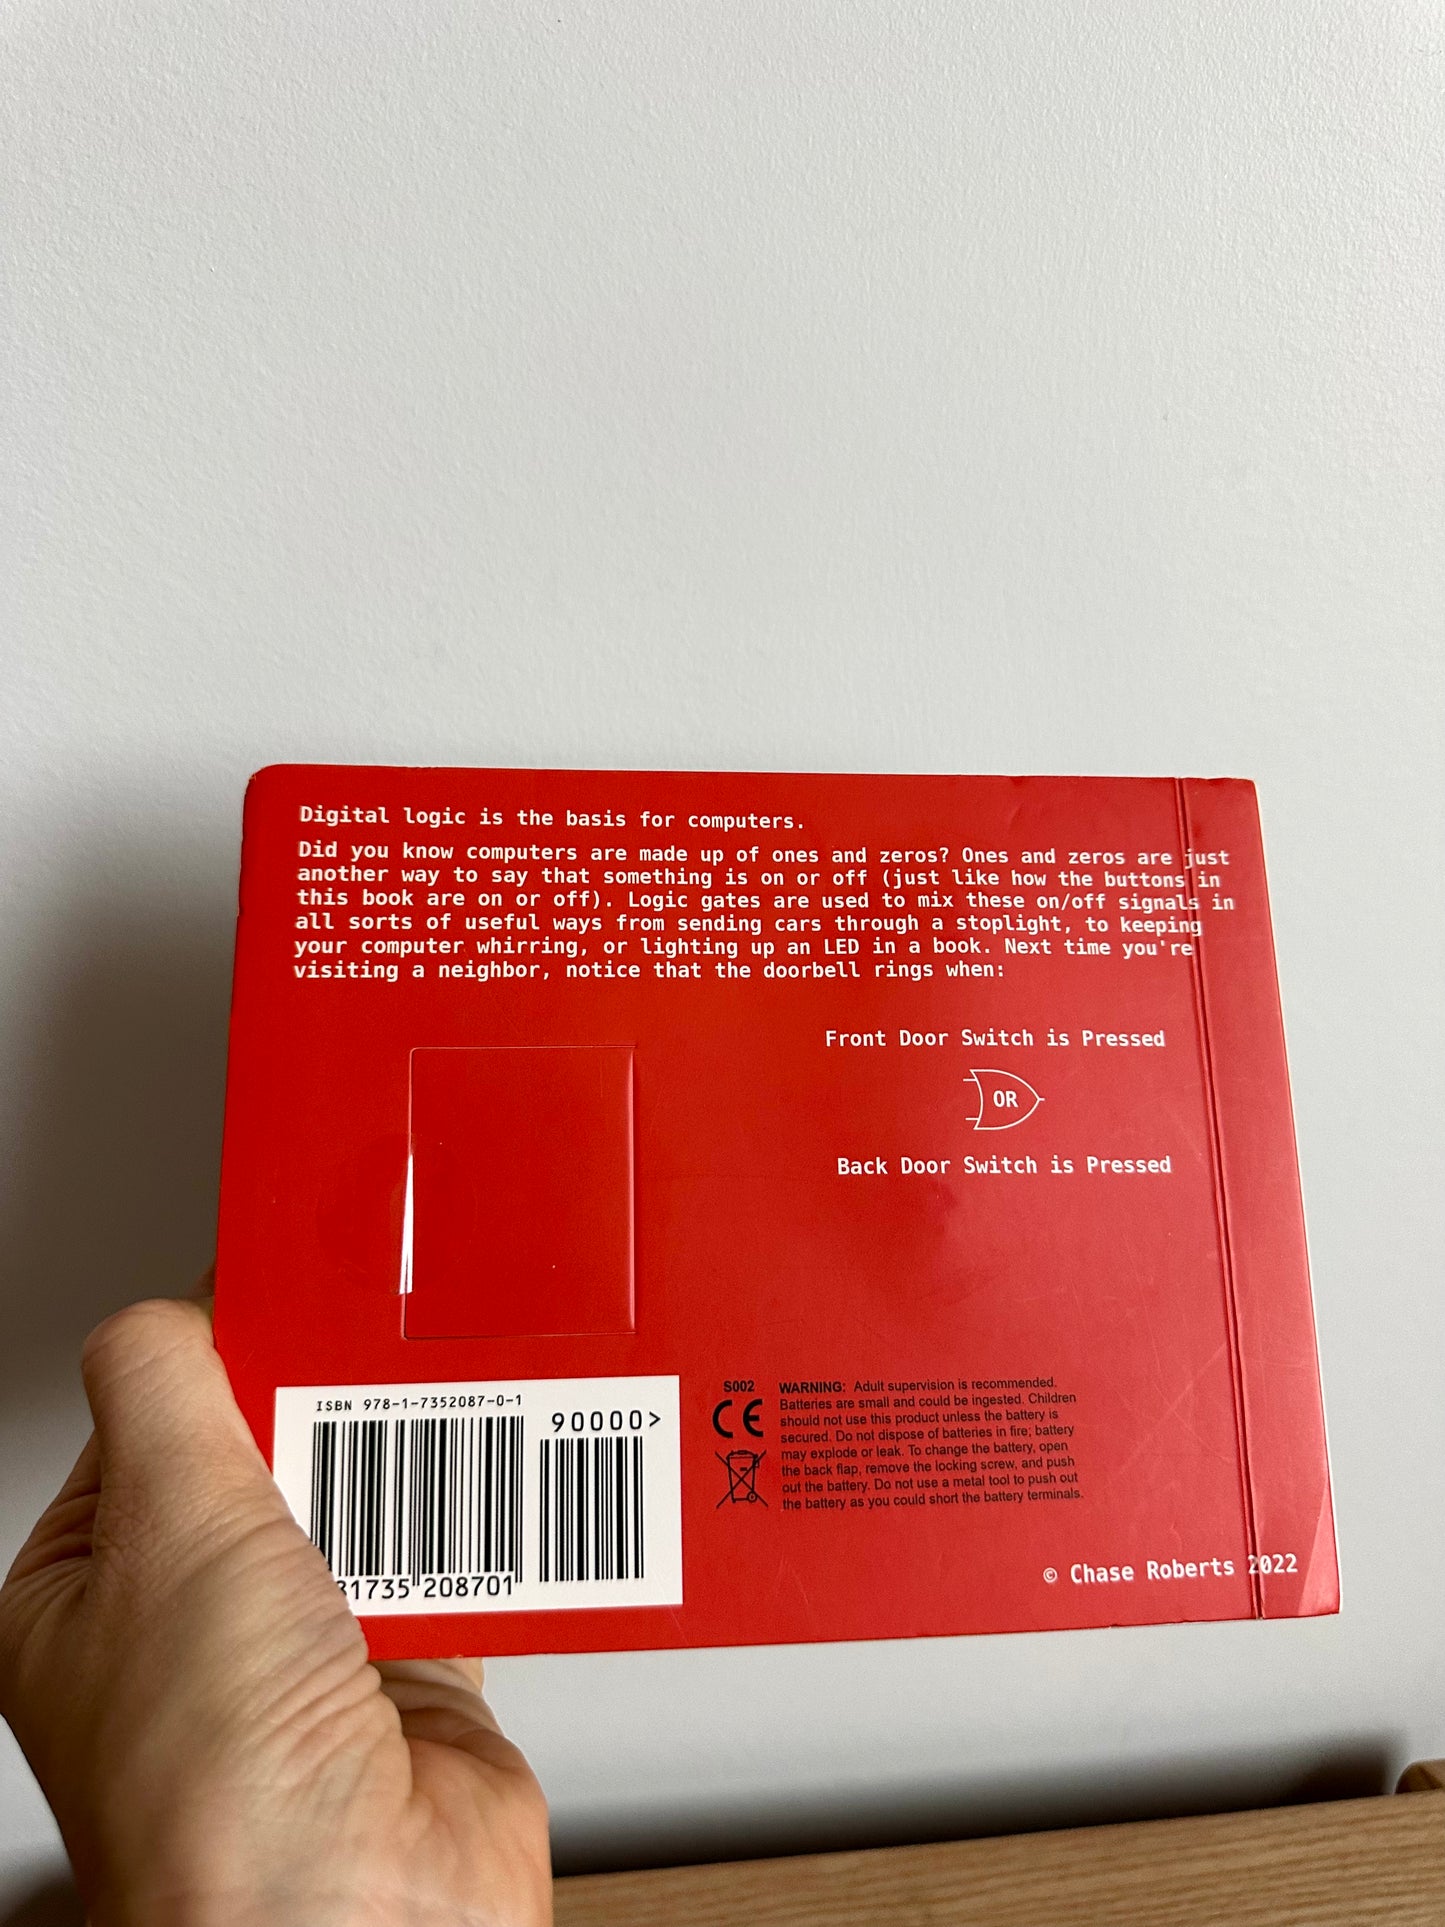 Digital logic is the basis for computers.
Did you know computers are made up of ones and zeros? Ones and zeros are just
another way to say that something is on or off (just like how the buttons in
this book are on or off). Logic gates are used to mix these on/off signals in
all sorts of useful ways from sending cars through a stoplight, to keeping
your computer whirring, or lighting up an LED in a book. Next time you're
visiting a neighbor, notice that the doorbell rings when:
Front Door Switch is Pressed
OR
Back Door Switch is Pressed
ISBN 978-1-7352087-0-1
90000>
81735 208701
S002
CE
WARNING: Adult supervision is recommended.
Batteries are small and could be ingested. Children
should not use this product unless the battery is
secured. Do not dispose of batteries in fire; battery
may explode or leak. To change the battery, open
the back flap, remove the locking screw, and push
out the battery. Do not use a metal tool to push out
the battery as you could short the battery terminals.
© Chase Roberts 2022